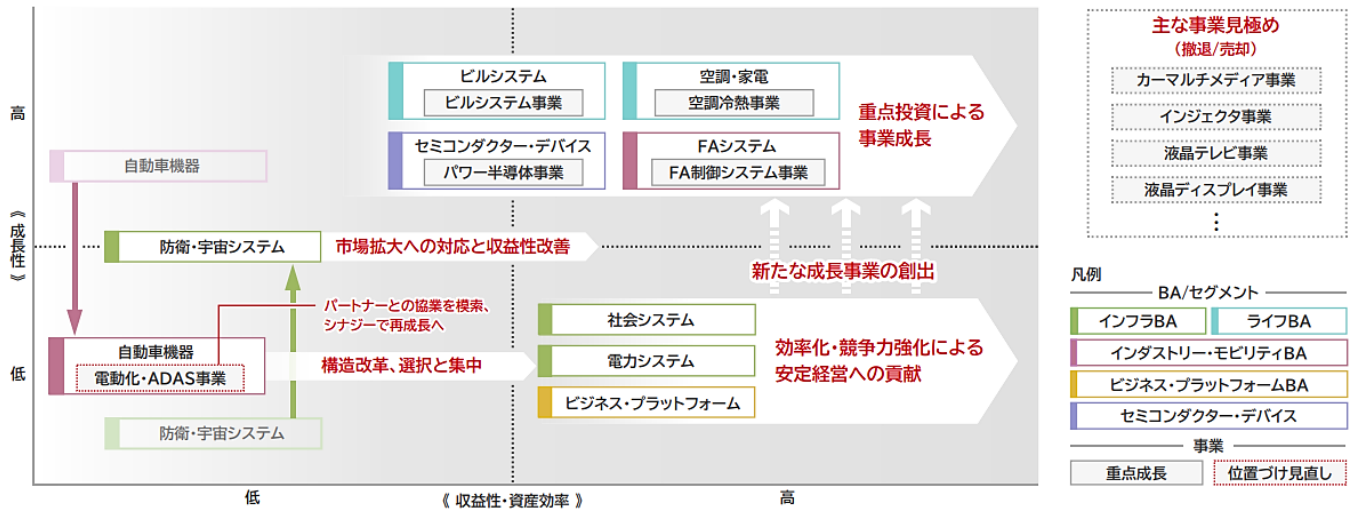 高
《成長性》
低
低
《 収益性・資産効率 》
高
自動車機器
ビルシステム
ビルシステム事業
空調・家電
空調冷熱事業
セミコンダクター・デバイス
パワー半導体事業
FAシステム
FA制御システム事業
重点投資による
事業成長
防衛・宇宙システム
市場拡大への対応と収益性改善
新たな成長事業の創出
パートナーとの協業を模索、
シナジーで再成長へ
自動車機器
電動化・ADAS事業
構造改革、選択と集中
防衛・宇宙システム
社会システム
電力システム
ビジネス・プラットフォーム
効率化・競争力強化による
安定経営への貢献
主な事業見極め
(撤退/売却)
カーマルチメディア事業
インジェクタ事業
液晶テレビ事業
液晶ディスプレイ事業
⋮
凡例
BA/セグメント
インフラBA
ライフBA
インダストリー・モビリティBA
ビジネス・プラットフォームBA
セミコンダクター・デバイス
事業
重点成長
位置づけ見直し